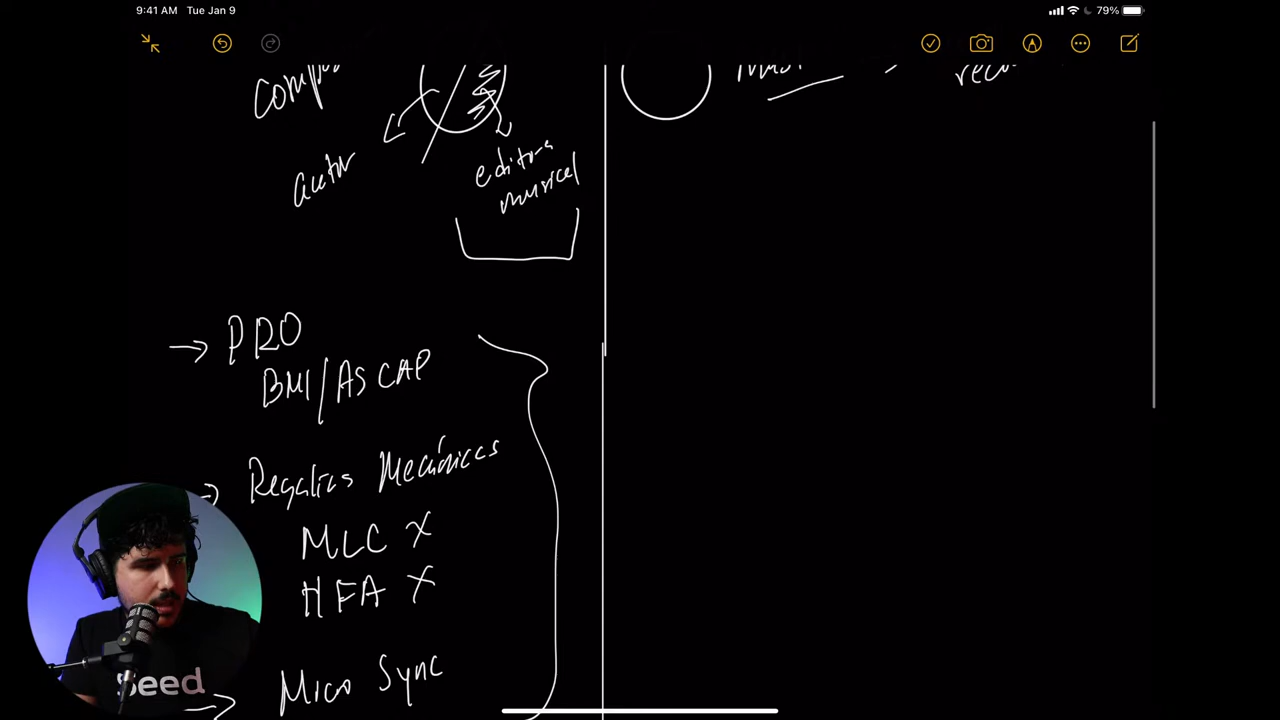 9:41 AM Tue Jan 9
79%
autor
editora
musical
PRO
BMI/ASCAP
Regalías Mecánicas
MLC X
HFA X
Micro Sync
Seed